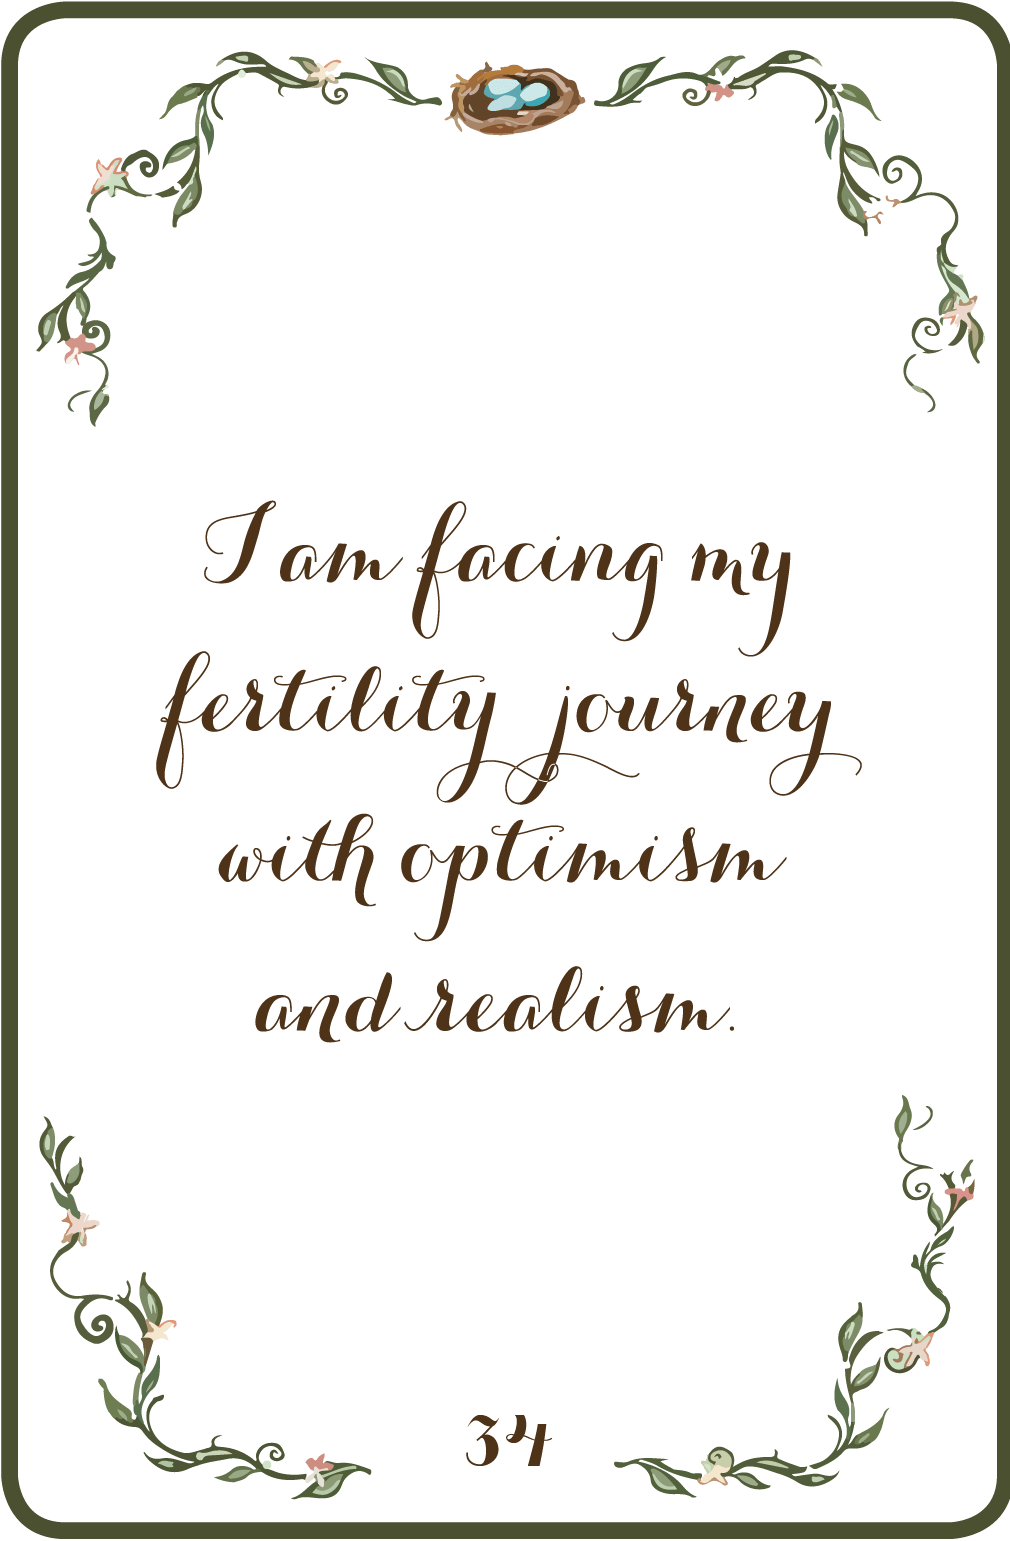 I am facing my
fertility journey
with optimism
and realism.
34